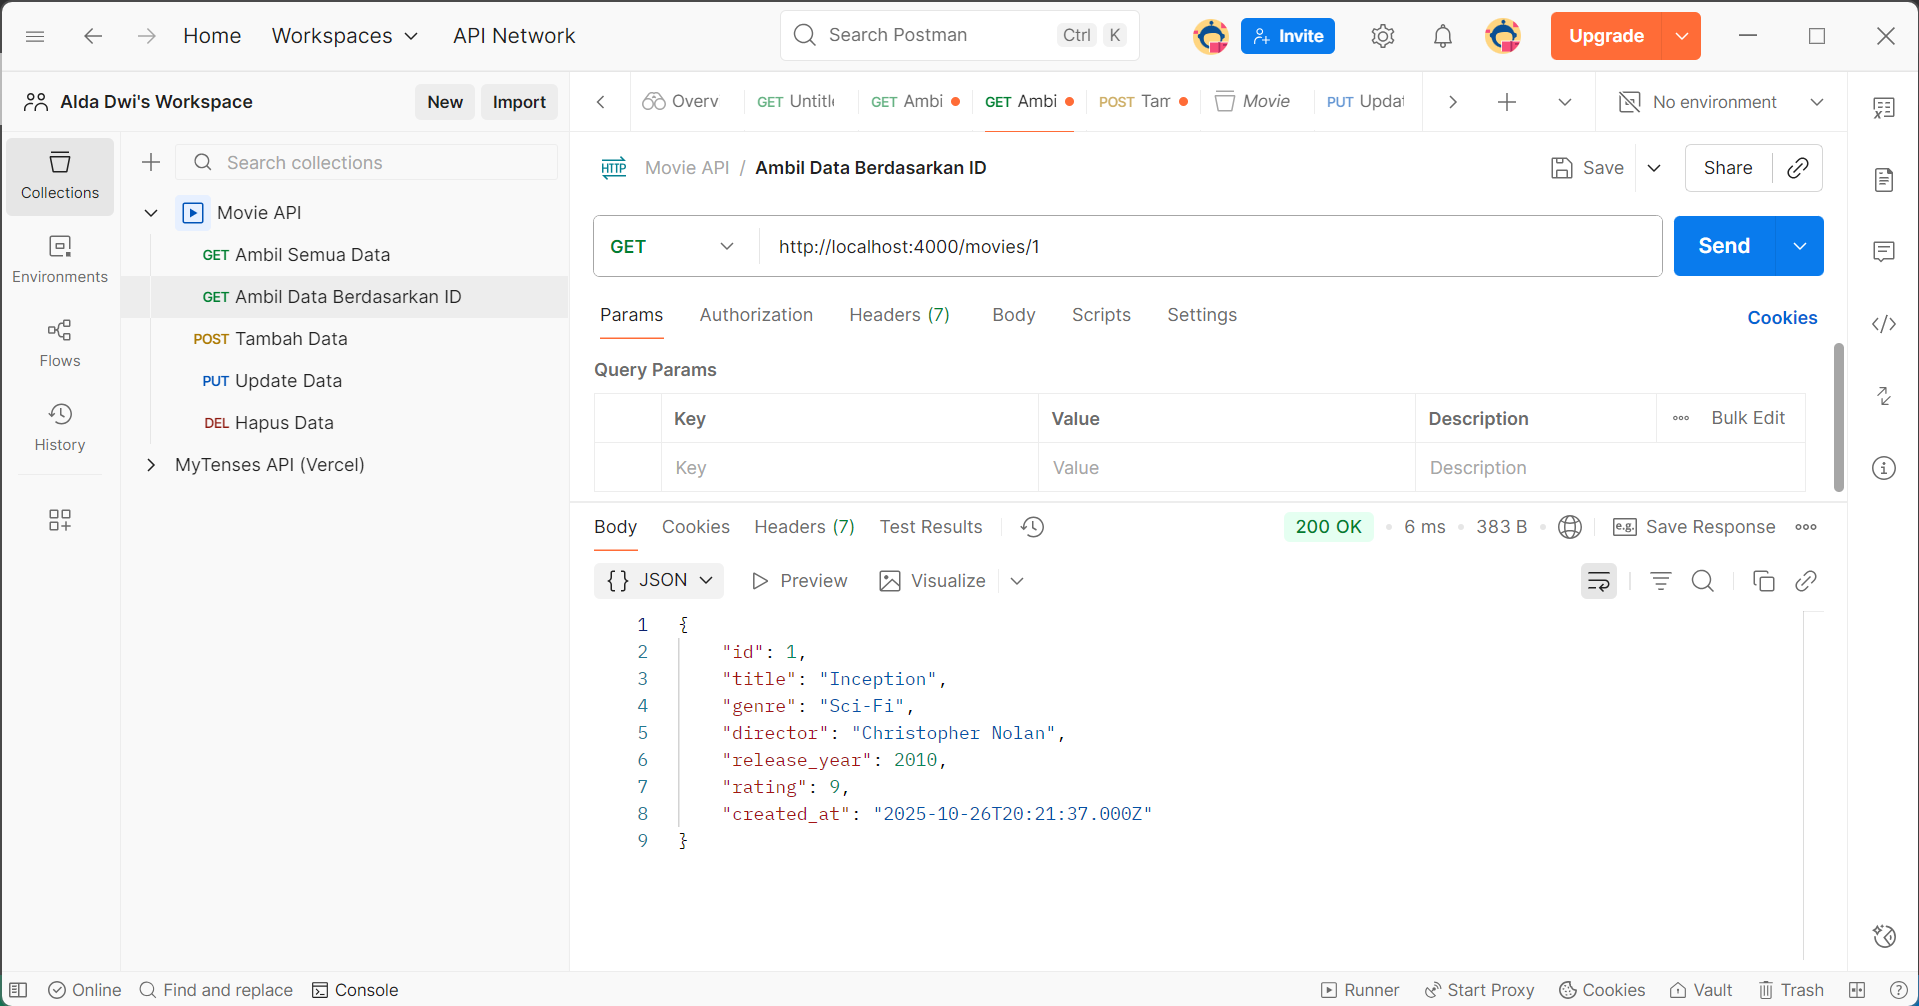 Home Workspaces API Network Search Postman Ctrl K Invite Upgrade
Alda Dwi's Workspace New Import
Overv GET Untitl GET Ambi GET Ambi POST Tam Movie PUT Updat No environment
Collections
Environments
Flows
History
Search collections
Movie API
GET Ambil Semua Data
GET Ambil Data Berdasarkan ID
POST Tambah Data
PUT Update Data
DEL Hapus Data
MyTenses API (Vercel)
HTTP Movie API / Ambil Data Berdasarkan ID Save Share
GET http://localhost:4000/movies/1 Send
Params Authorization Headers (7) Body Scripts Settings Cookies
Query Params
Key Value Description Bulk Edit
Key Value Description
Body Cookies Headers (7) Test Results 200 OK • 6 ms • 383 B • e.g. Save Response
{} JSON Preview Visualize
1 {
2 "id": 1,
3 "title": "Inception",
4 "genre": "Sci-Fi",
5 "director": "Christopher Nolan",
6 "release_year": 2010,
7 "rating": 9,
8 "created_at": "2025-10-26T20:21:37.000Z"
9 }
Online Find and replace Console Runner Start Proxy Cookies Vault Trash